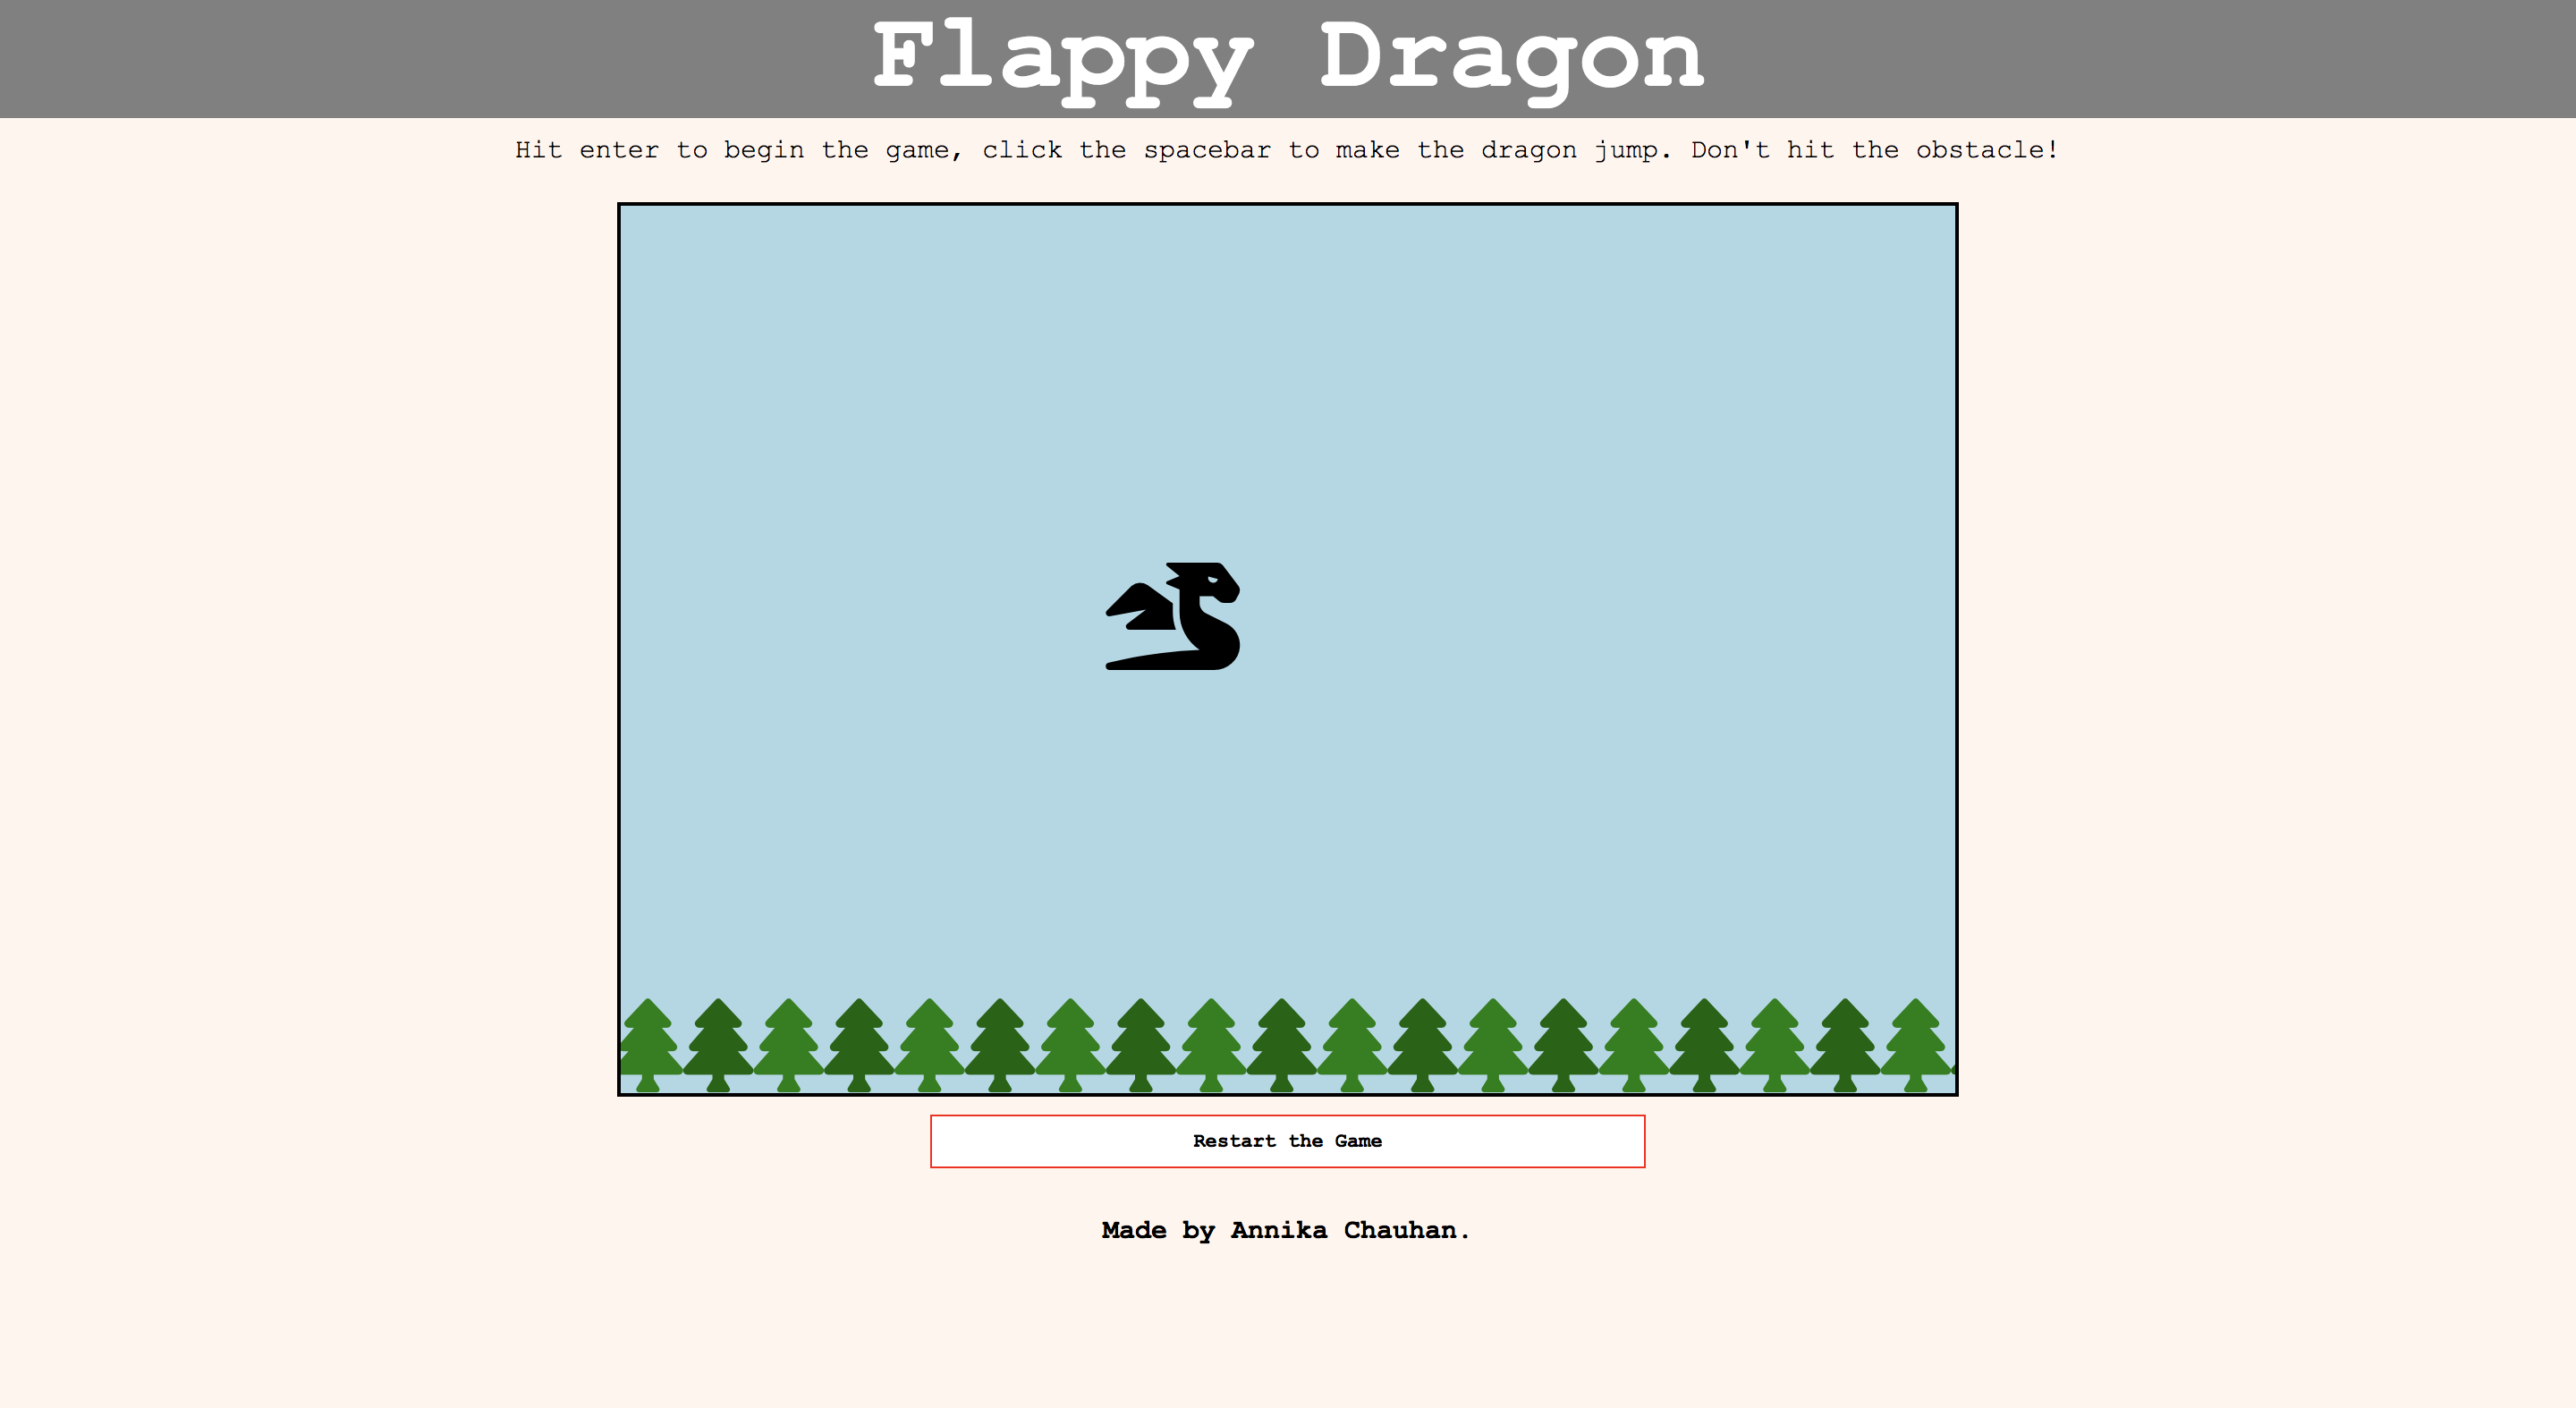 Flappy Dragon
Hit enter to begin the game, click the spacebar to make the dragon jump. Don't hit the obstacle!
Restart the Game
Made by Annika Chauhan.